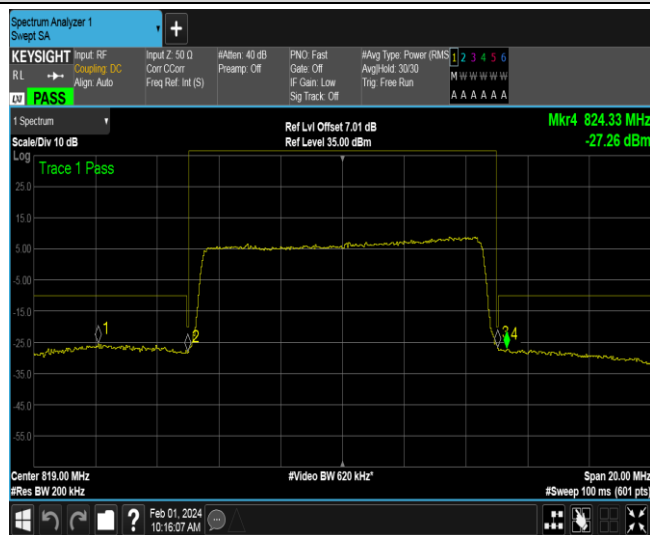 Spectrum Analyzer 1
Swept SA
+
KEYSIGHT Input: RF Input Z: 50 Ω #Atten: 40 dB PNO: Fast #Avg Type: Power (RMS 1 2 3 4 5 6
RL Coupling: DC Corr CCorr Preamp: Off Gate: Off Avg|Hold: 30/30 M W W W W W
Align: Auto Freq Ref: Int (S) IF Gain: Low Trig: Free Run
LXI PASS Sig Track: Off A A A A A A
1 Spectrum Ref Lvl Offset 7.01 dB Mkr4 824.33 MHz
Scale/Div 10 dB Ref Level 35.00 dBm -27.26 dBm
Log
Trace 1 Pass
25.0
15.0
5.00
-5.00
-15.0
1
2
3 4
-25.0
-35.0
-45.0
-55.0
Center 819.00 MHz #Video BW 620 kHz* Span 20.00 MHz
#Res BW 200 kHz #Sweep 100 ms (601 pts)
? Feb 01, 2024
10:16:07 AM